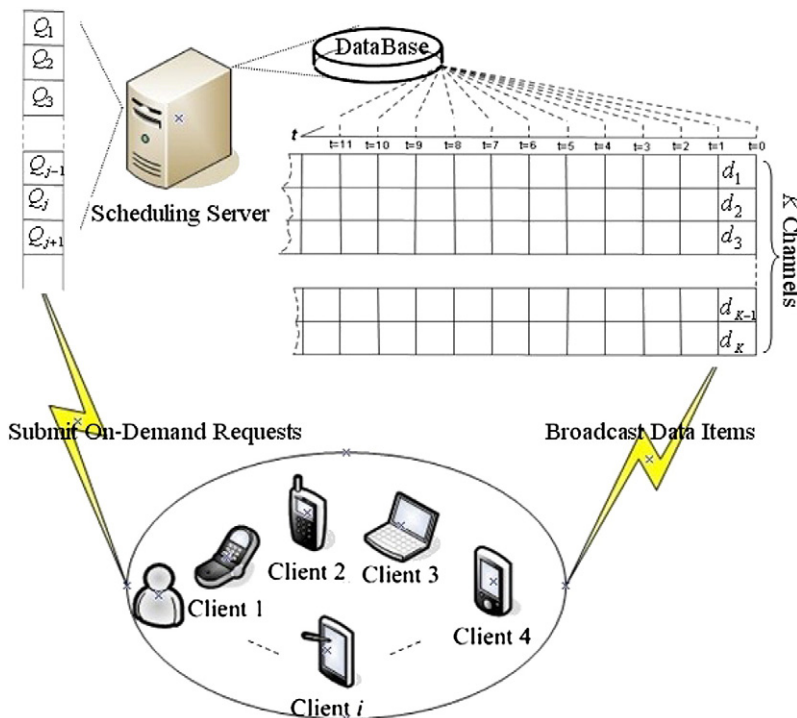 Q₁
Q₂
Q₃
Qⱼ₋₁
Qⱼ
Qⱼ₊₁
Scheduling Server
DataBase
t
t=11 t=10 t=9 t=8 t=7 t=6 t=5 t=4 t=3 t=2 t=1 t=0
d₁
d₂
d₃
d_{K-1}
d_K
K Channels
Submit On-Demand Requests
Broadcast Data Items
Client 1
Client 2
Client 3
Client 4
Client i